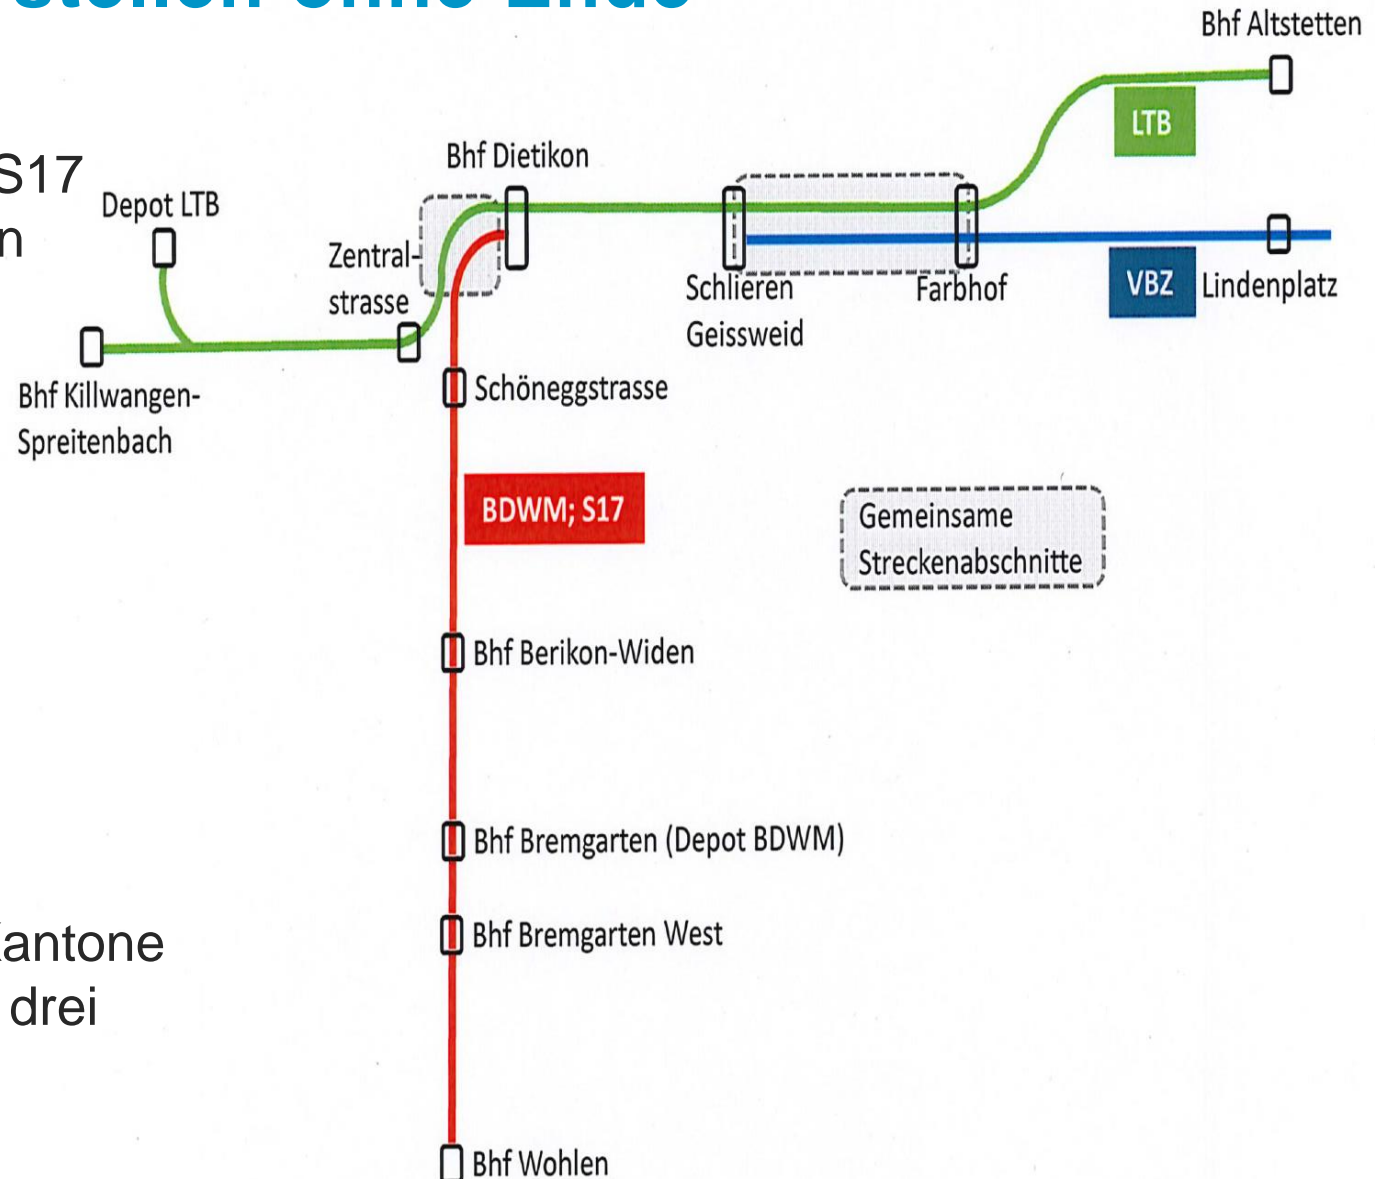 Bhf Altstetten
LTB
S17
Bhf Dietikon
Depot LTB
Zentral-
strasse
Schlieren
Geissweid
Farbhof
VBZ
Lindenplatz
Bhf Killwangen-
Spreitenbach
Schöneggstrasse
BDWM; S17
Gemeinsame
Streckenabschnitte
Bhf Berikon-Widen
Bhf Bremgarten (Depot BDWM)
Bhf Bremgarten West
Kantone
drei
Bhf Wohlen